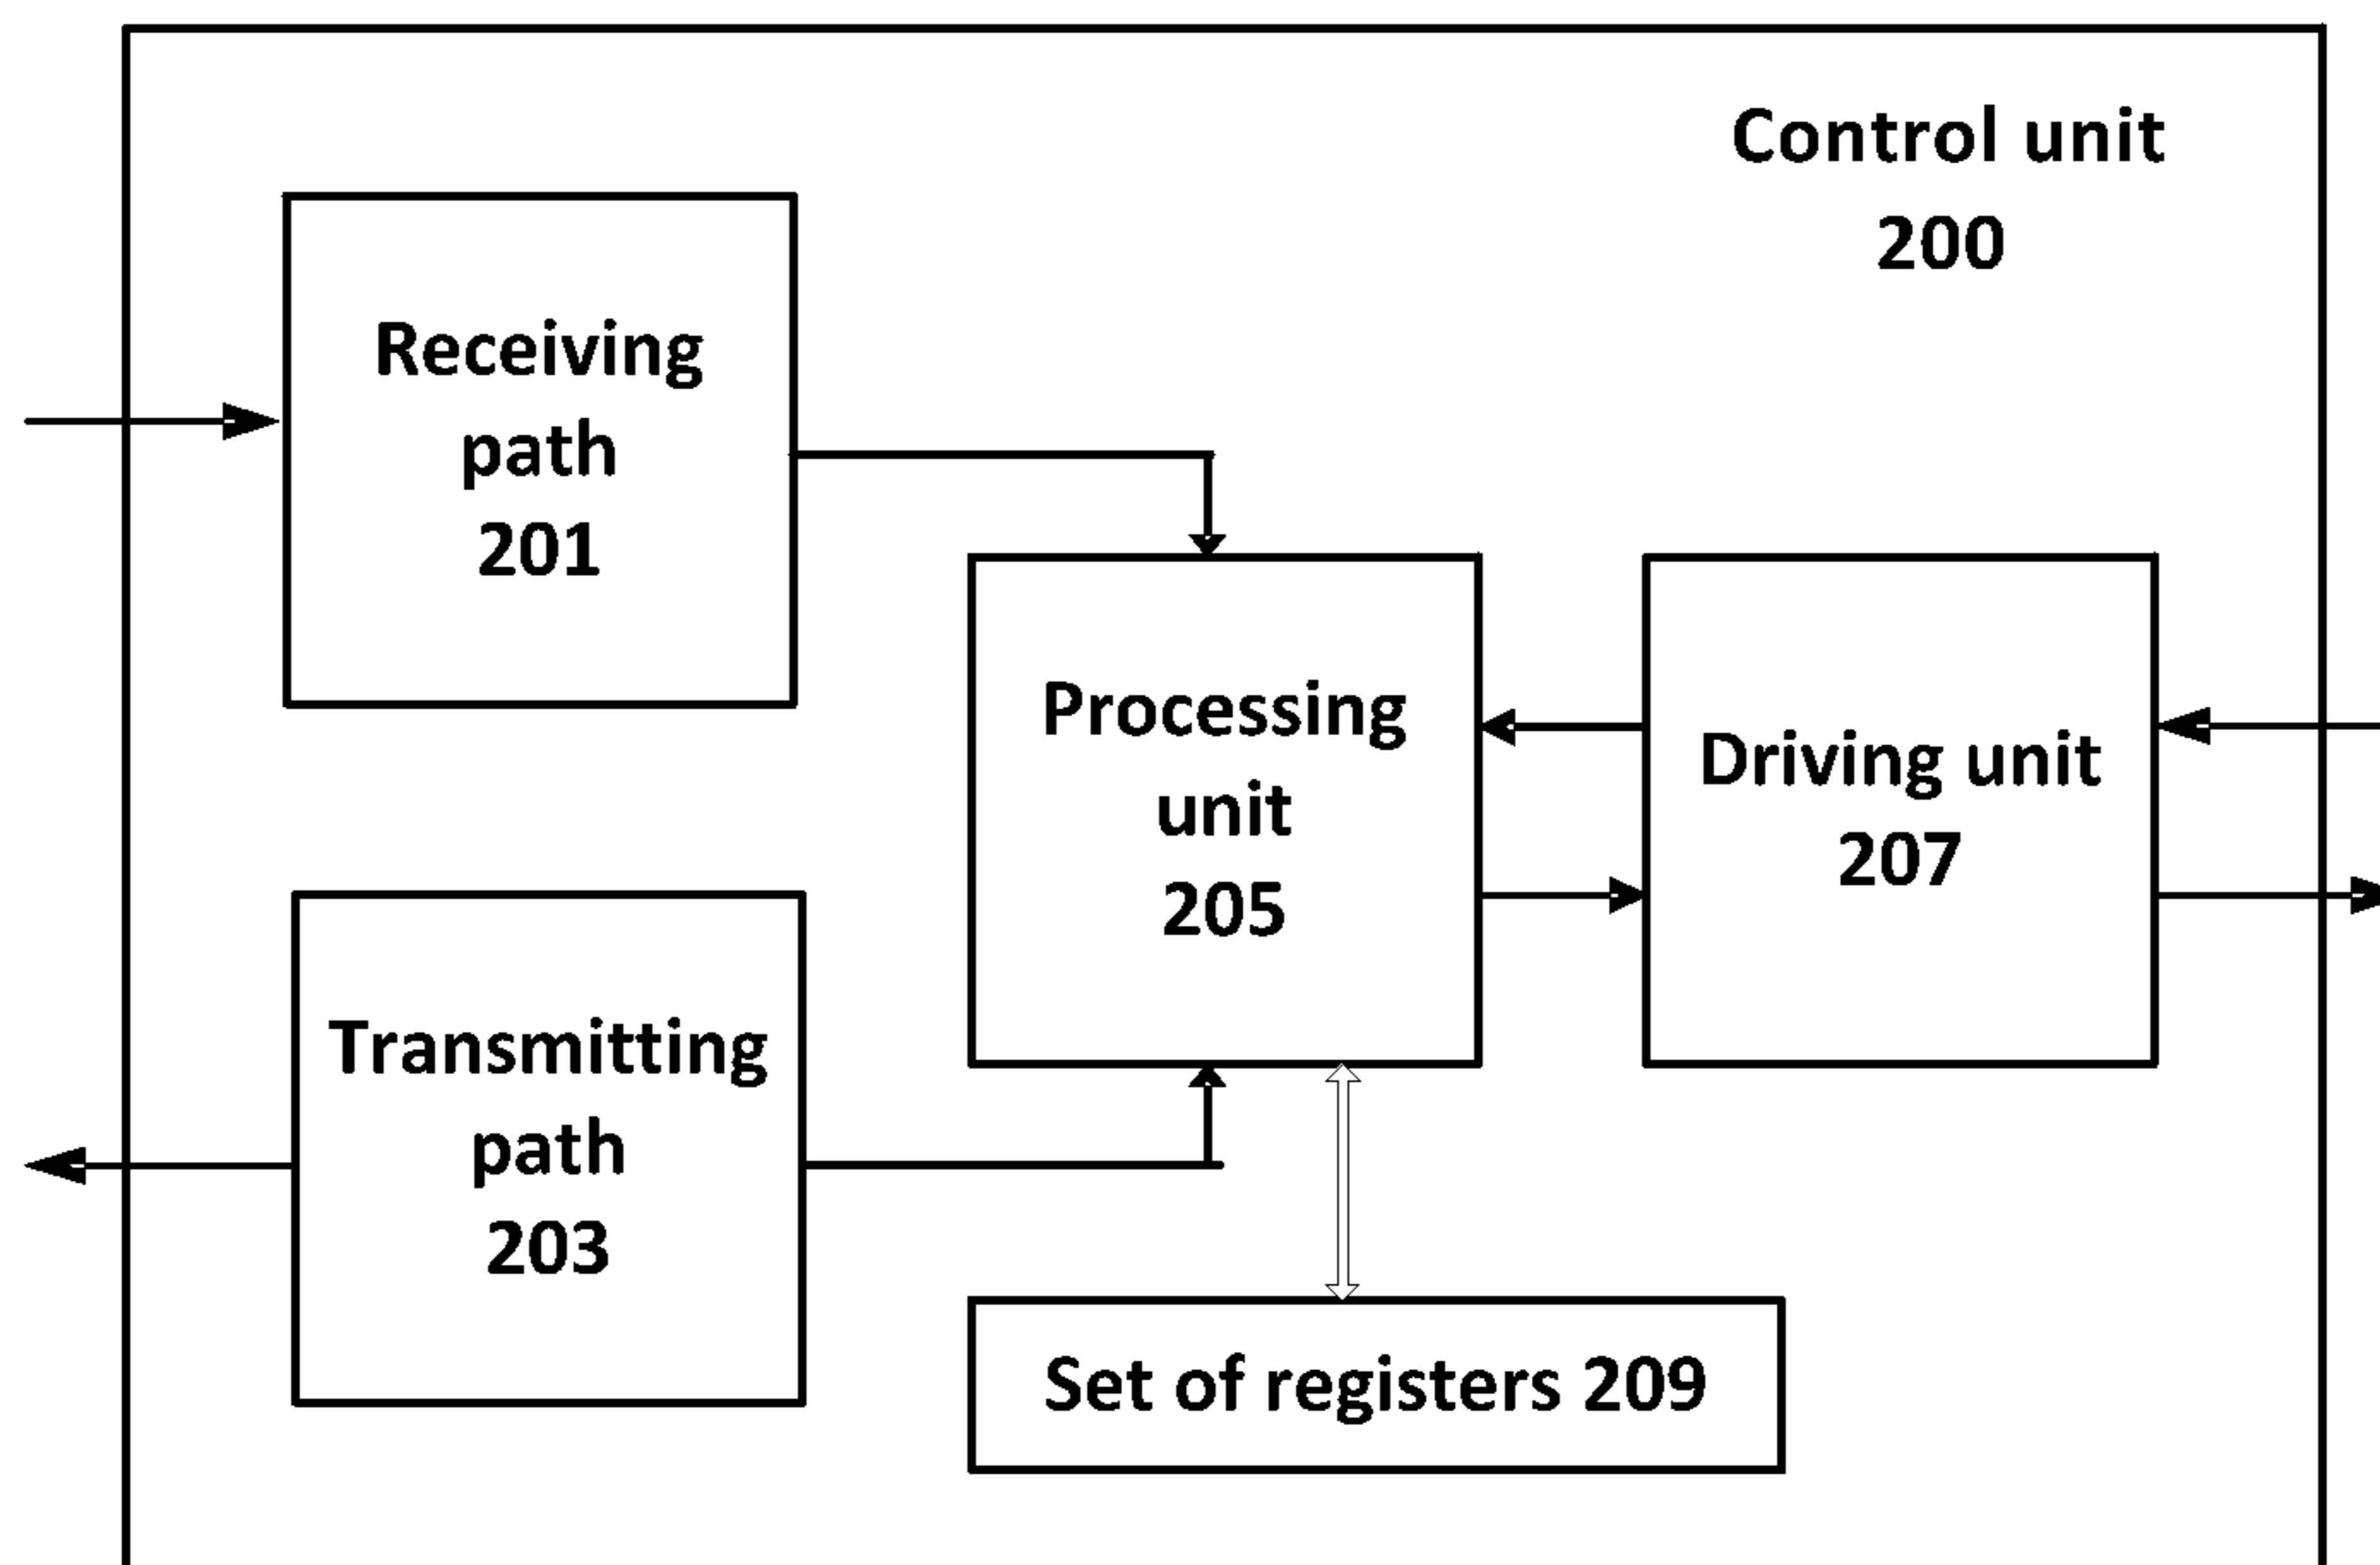 Control unit
200
Receiving
path
201
Processing
unit
205
Driving unit
207
Transmitting
path
203
Set of registers 209